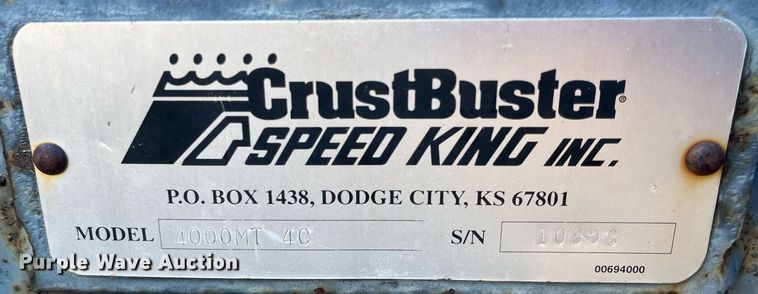 CrustBuster®
SPEED KING INC.
P.O. BOX 1438, DODGE CITY, KS 67801
MODEL 4000MT 4C S/N
00694000
Purple Wave Auction